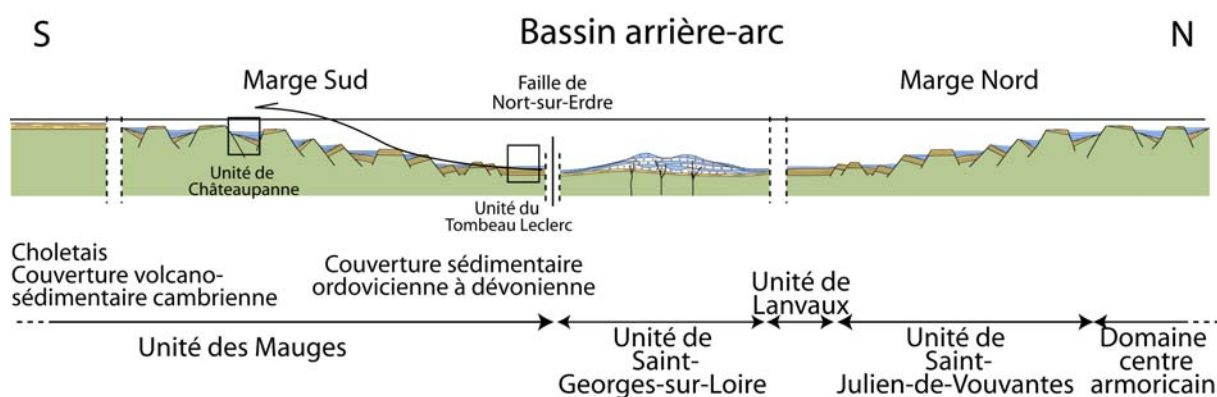 S
Bassin arrière-arc
N
Marge Sud
Faille de
Nort-sur-Erdre
Marge Nord
Unité de
Châteaupanne
Unité du
Tombeau Leclerc
Choletais
Couverture volcano-
sédimentaire cambrienne
Couverture sédimentaire
ordovicienne à dévonienne
Unité de
Lanvaux
Unité des Mauges
Unité de
Saint-
Georges-sur-Loire
Unité de
Saint-
Julien-de-Vouvantes
Domaine
centre
armoricain